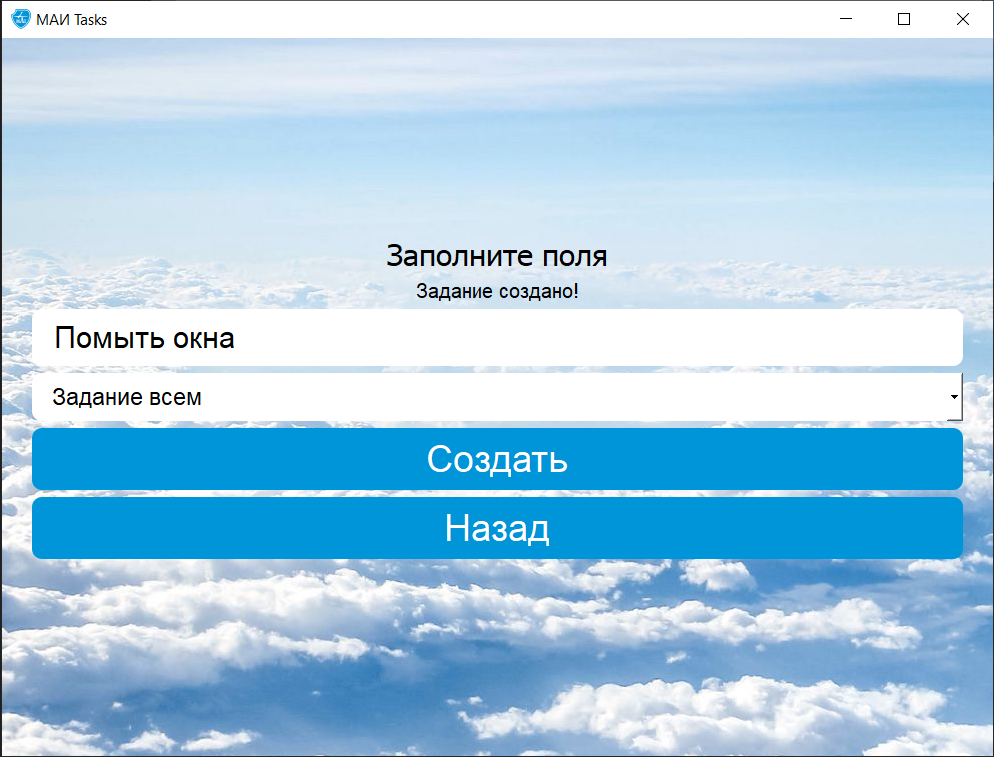 МАИ Tasks
Заполните поля
Задание создано!
Помыть окна
Задание всем
Создать
Назад